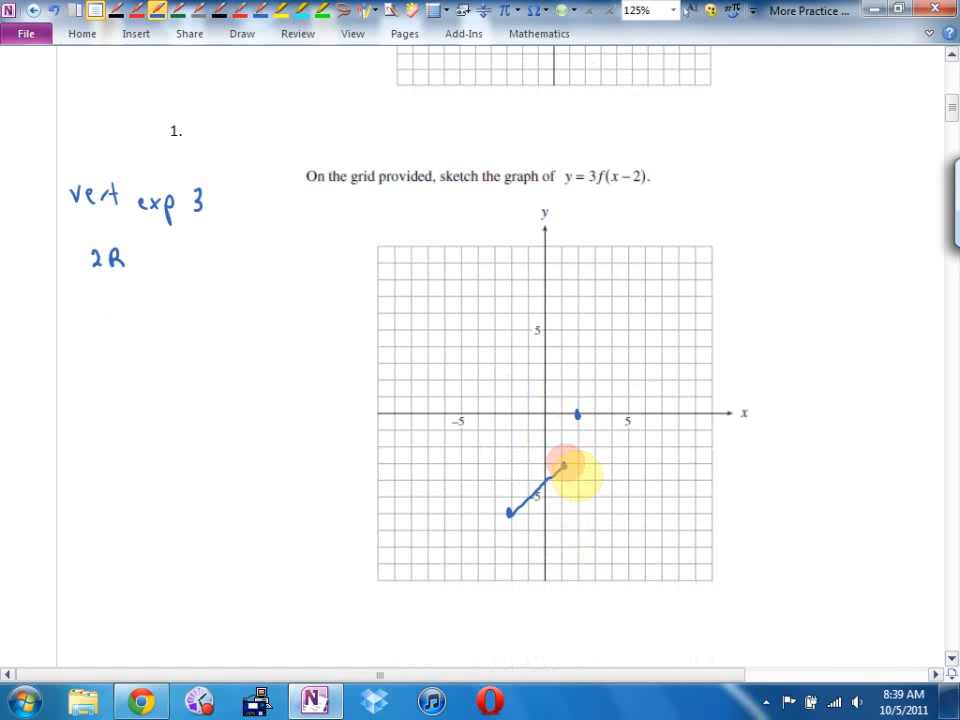 125%
More Practice ...
File Home Insert Share Draw Review View Pages Add-Ins Mathematics
1.
On the grid provided, sketch the graph of y = 3f(x – 2).
vert exp 3
2R
y
5
x
–5 5
–5
8:39 AM
10/5/2011